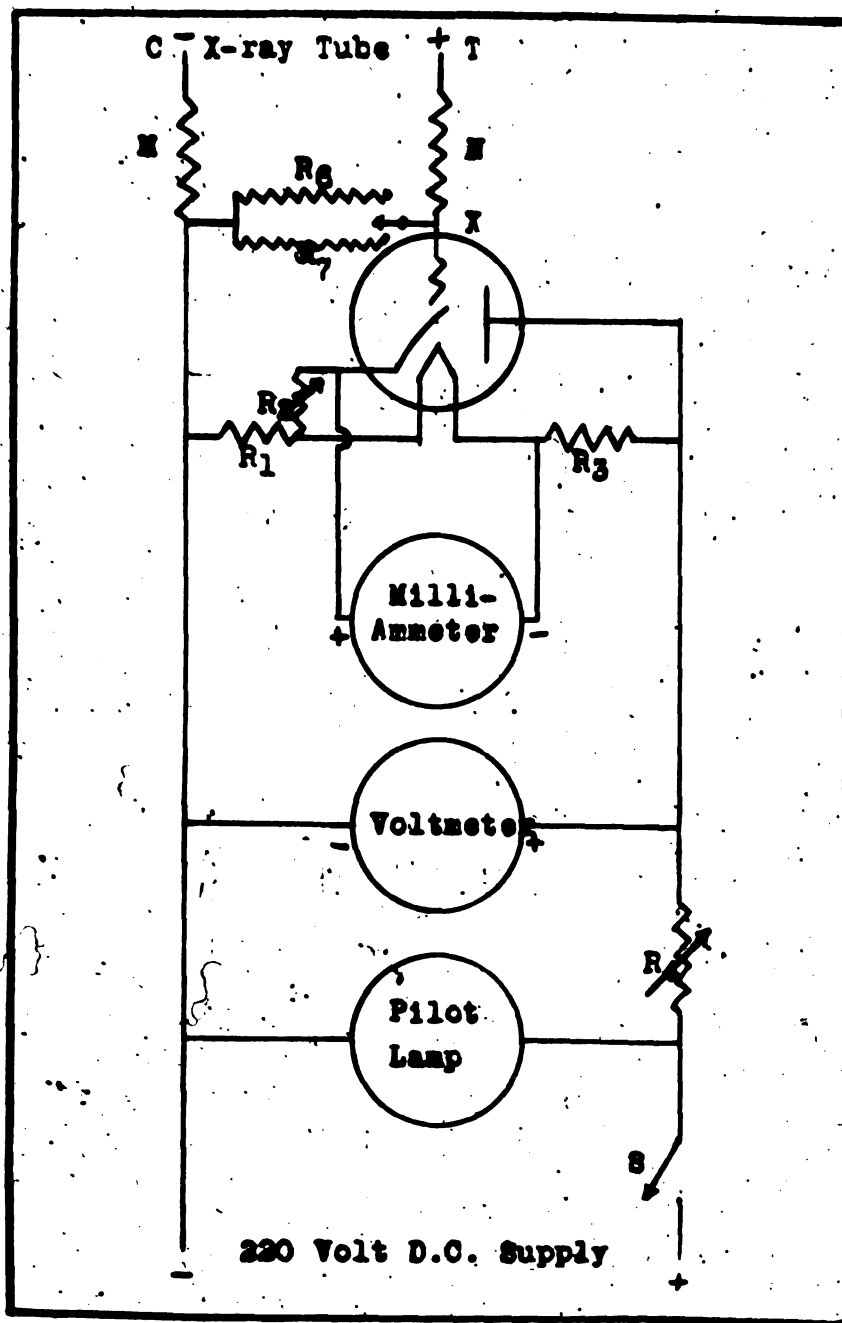 C - X-ray Tube + T
M M
R6
X
R7
R2
R1 R3
Milli-
Ammeter
+ -
Voltmeter
- +
R
Pilot
Lamp
S
220 Volt D.C. Supply
- +